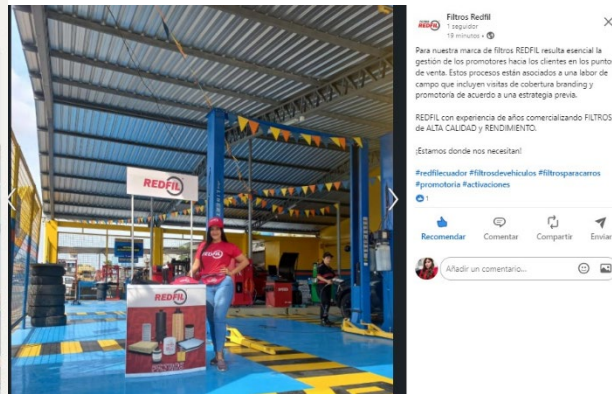 REDFIL
REDFIL
REDFIL
REDFIL
Filtros Redfil
1 seguidor
19 minutos •
Para nuestra marca de filtros REDFIL resulta esencial la
gestión de los promotores hacia los clientes en los punto
de venta. Estos procesos están asociados a una labor de
campo que incluyen visitas de cobertura branding y
promotoría de acuerdo a una estrategia previa.
REDFIL con experiencia de años comercializando FILTROS
de ALTA CALIDAD y RENDIMIENTO.
¡Estamos donde nos necesitan!
#redfilecuador #filtrosdevehiculos #filtrosparacarros
#promotoria #activaciones
1
Recomendar Comentar Compartir Enviar
Añadir un comentario...